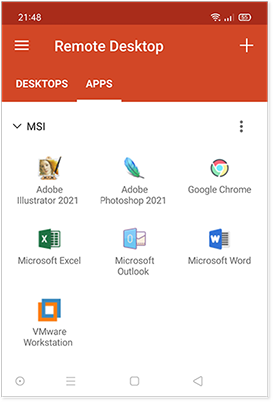 21:48
65
Remote Desktop
DESKTOPS APPS
MSI
Adobe
Illustrator 2021
Adobe
Photoshop 2021
Google Chrome
Microsoft Excel
Microsoft
Outlook
Microsoft Word
VMware
Workstation